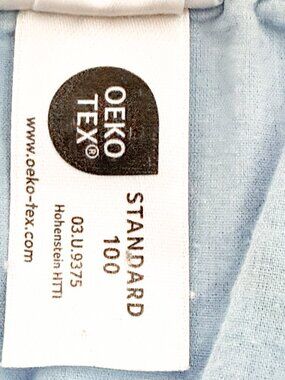 OEKO
TEX®
STANDARD
100
03.U.9375
Hohenstein HTTI
www.oeko-tex.com